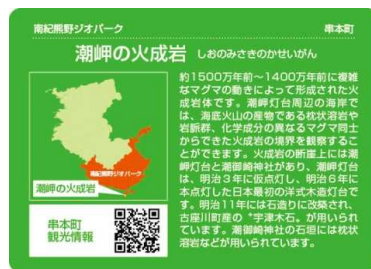 南紀熊野ジオパーク 串本町
潮岬の火成岩 しおのみさきのかせいがん
約1500万年前～1400万年前に複雑
なマグマの動きによって形成された火
成岩体です。潮岬灯台周辺の海岸で
は、海底火山の産物である枕状溶岩や
岩脈群、化学成分の異なるマグマ同士
からできた火成岩の境界を観察するこ
とができます。火成岩の断崖上には潮
岬灯台と潮御崎神社があり、潮岬灯台
は、明治3年に仮点灯し、明治6年に
本点灯した日本最初の洋式木造灯台で
す。明治11年には石造りに改築され、
古座川町産の“宇津木石„が用いられ
ています。潮御崎神社の石垣には枕状
溶岩などが用いられています。
南紀熊野ジオパーク
潮岬の火成岩
串本町
観光情報